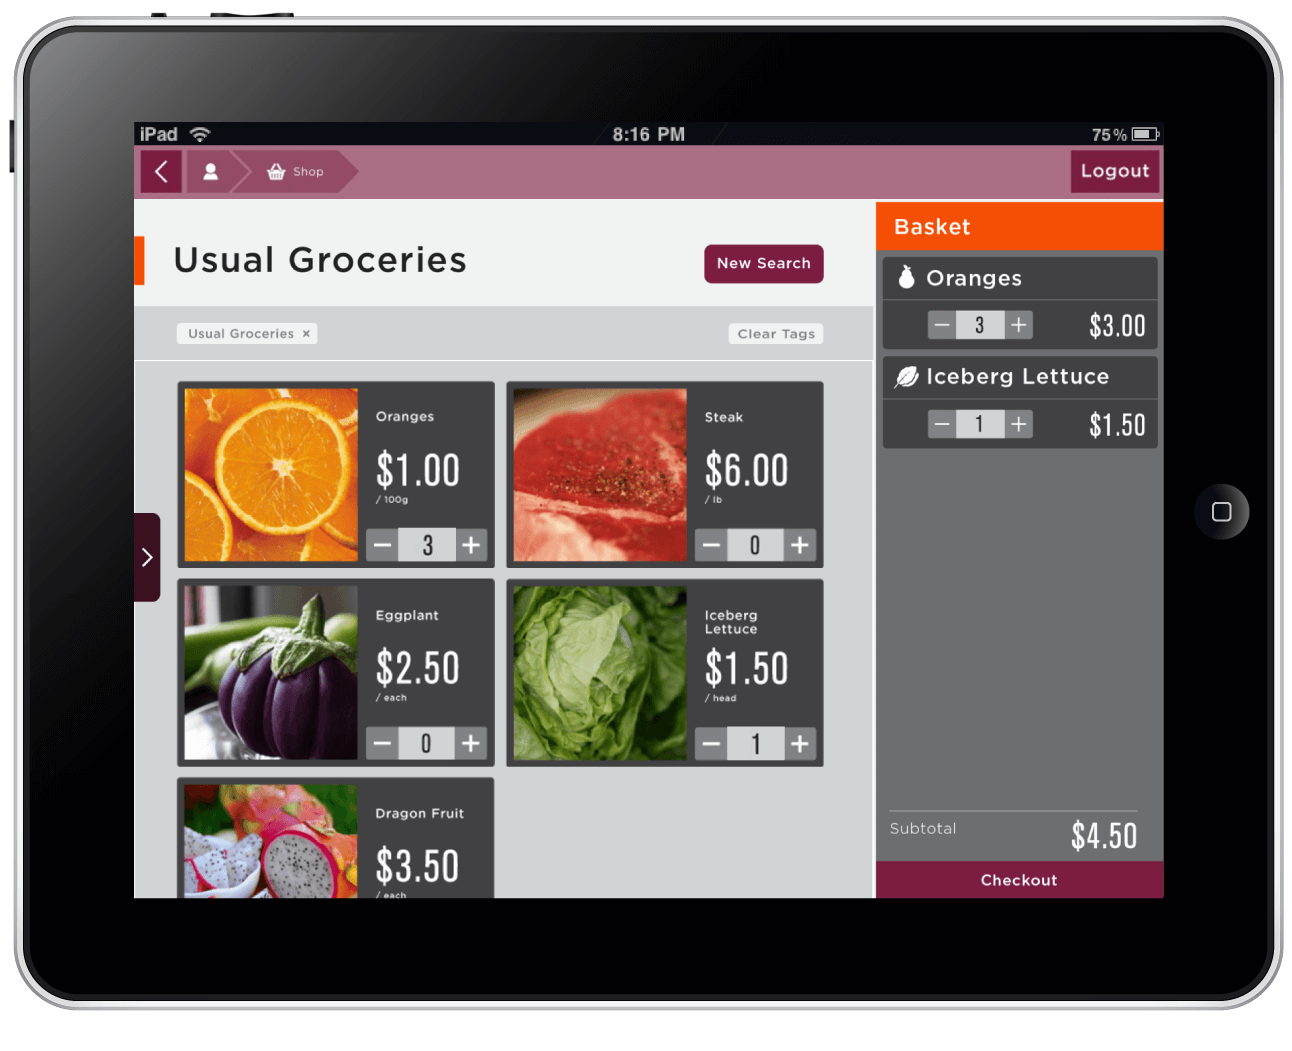 iPad
8:16 PM
75%
Shop
Logout
Usual Groceries
New Search
Usual Groceries ×
Clear Tags
Oranges
$1.00
/ 100g
− 3 +
Steak
$6.00
/ lb
− 0 +
Eggplant
$2.50
/ each
− 0 +
Iceberg
Lettuce
$1.50
/ head
− 1 +
Dragon Fruit
$3.50
/ each
Basket
Oranges
− 3 +
$3.00
Iceberg Lettuce
− 1 +
$1.50
Subtotal
$4.50
Checkout